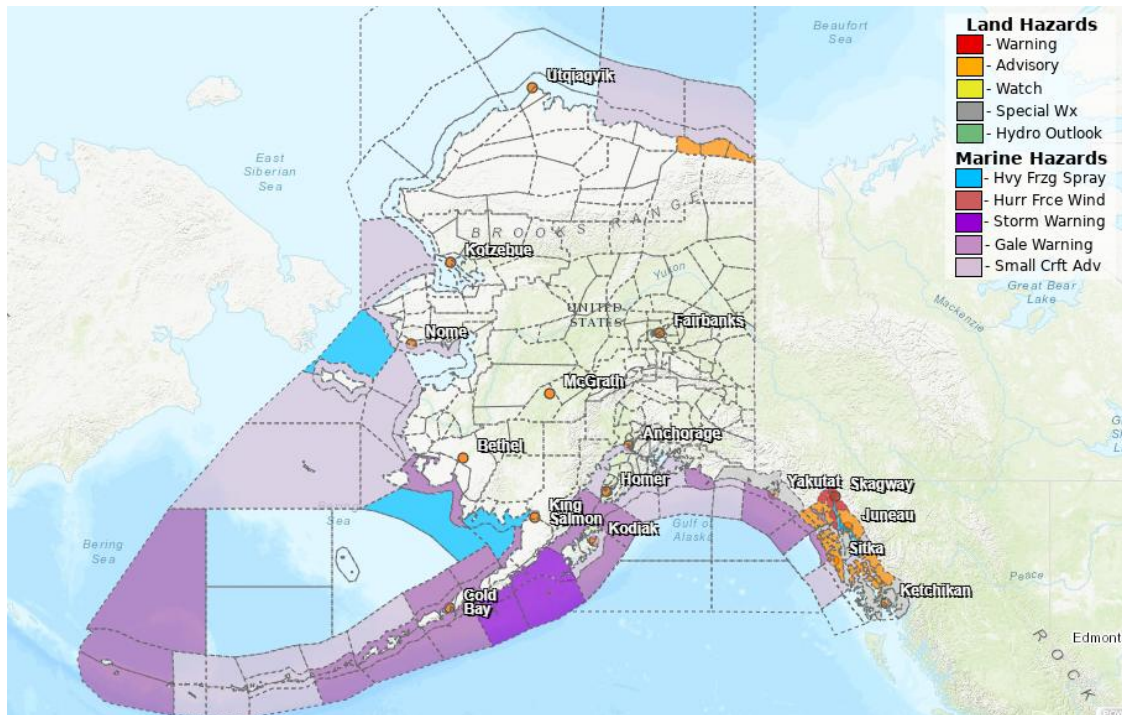 Beaufort
Sea
Utqiagvik
East
Siberian
Sea
BROOKS RANGE
Kotzebue
Yukon
UNITED
STATES
Fairbanks
Nome
McGrath
Mackenzie
Great Bear
Lake
Anchorage
Bethel
Homer
Yakutat
Skagway
King
Salmon
Kodiak
Juneau
Sea
Gulf of
Alaska
Sitka
Bering
Sea
Ketchikan
Peace
Cold
Bay
Edmont
ROCK
Land Hazards
- Warning
- Advisory
- Watch
- Special Wx
- Hydro Outlook
Marine Hazards
- Hvy Frzg Spray
- Hurr Frce Wind
- Storm Warning
- Gale Warning
- Small Crft Adv